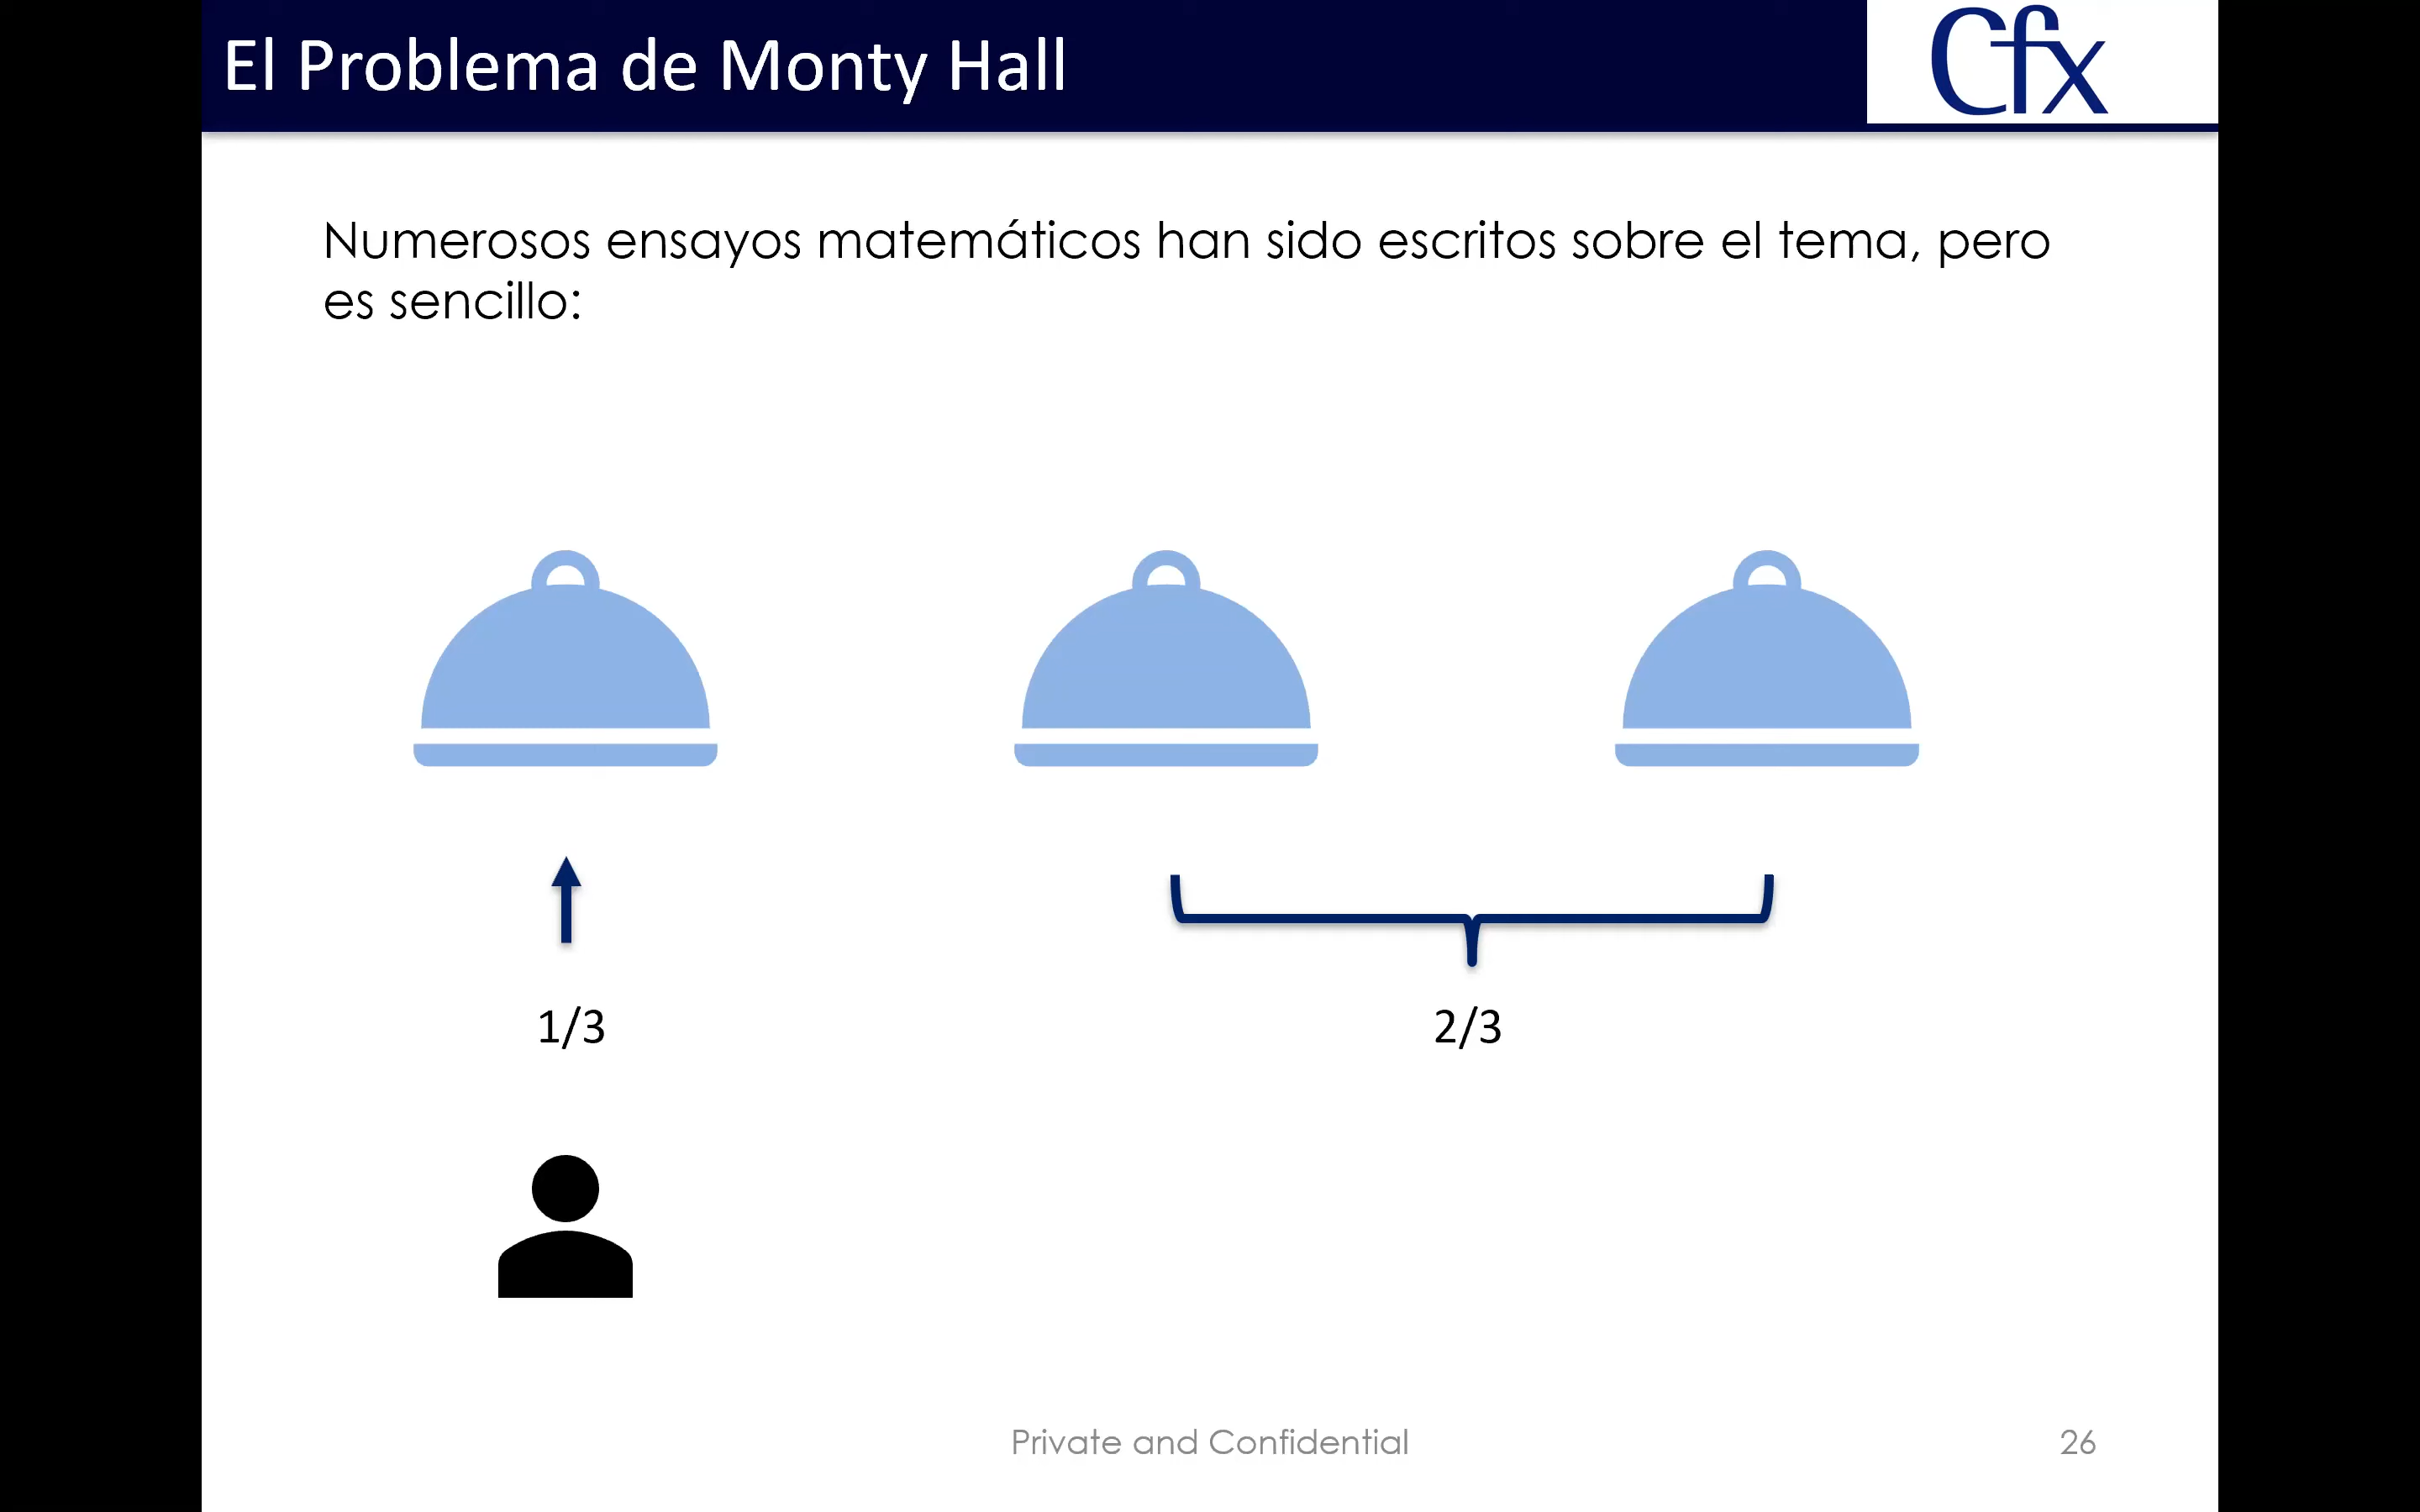 El Problema de Monty Hall
Cfx
Numerosos ensayos matemáticos han sido escritos sobre el tema, pero
es sencillo:
1/3
2/3
Private and Confidential
26